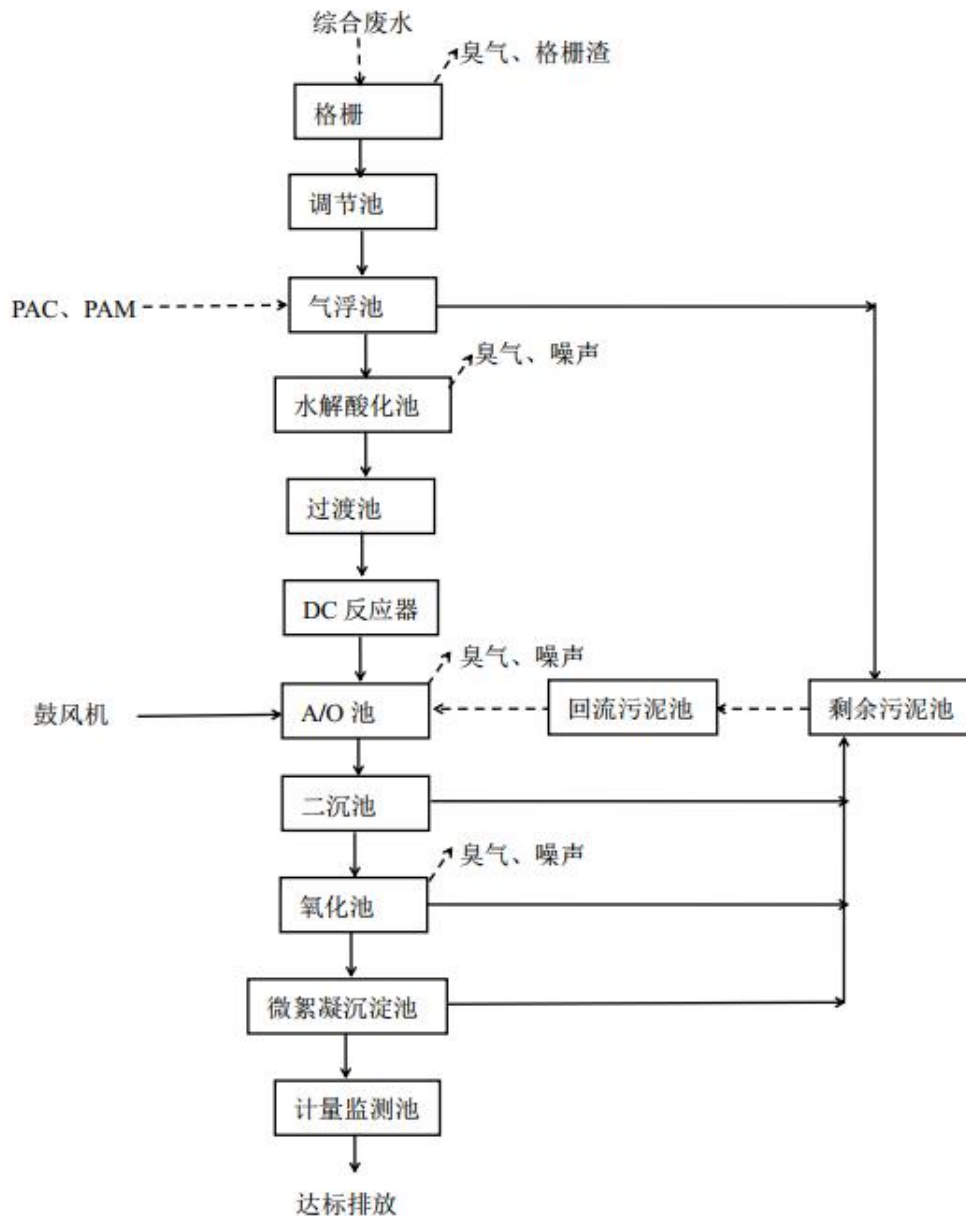 综合废水
臭气、格栅渣
格栅
调节池
PAC、PAM
气浮池
臭气、噪声
水解酸化池
过渡池
DC 反应器
臭气、噪声
鼓风机
A/O 池
回流污泥池
剩余污泥池
二沉池
臭气、噪声
氧化池
微絮凝沉淀池
计量监测池
达标排放